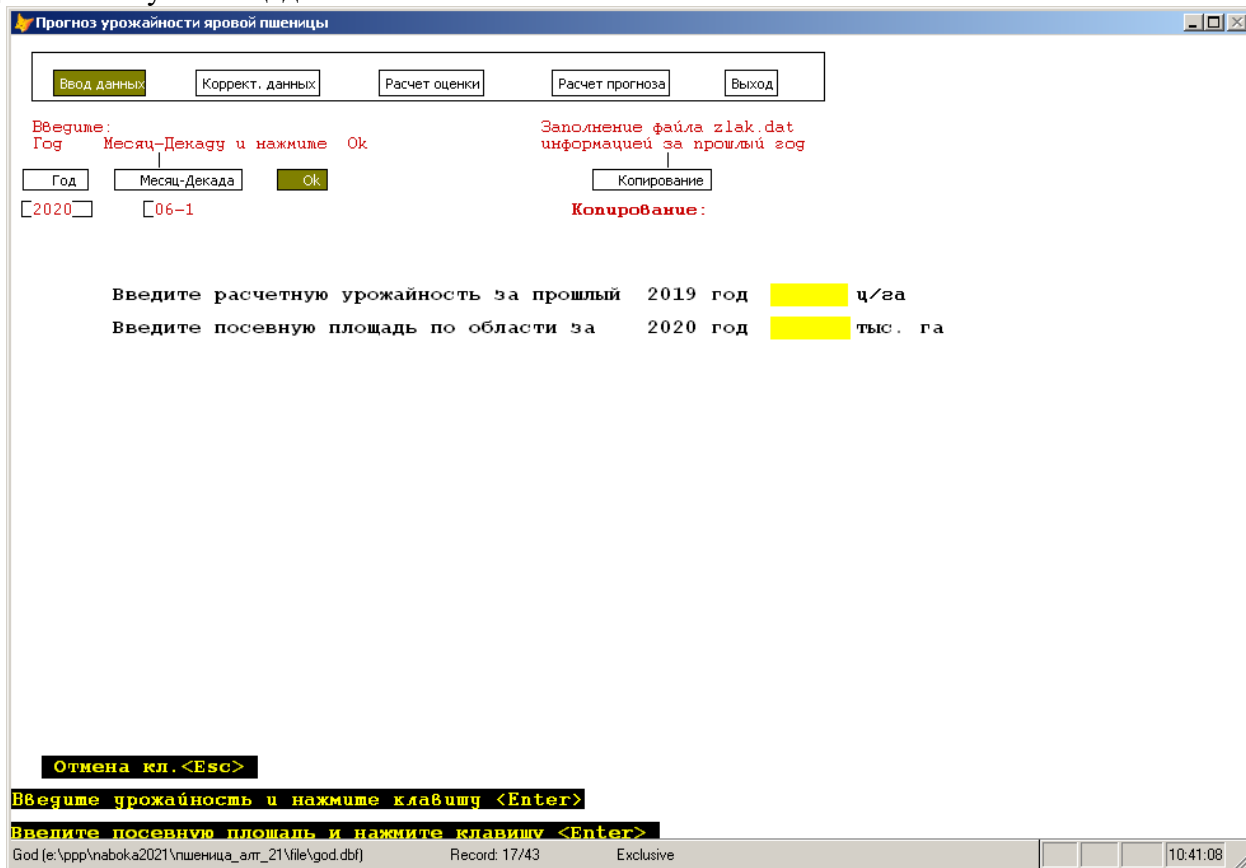 Прогноз урожайности яровой пшеницы
Ввод данных Коррект. данных Расчет оценки Расчет прогноза Выход
Введите: Заполнение файла zlak.dat
Год Месяц-Декаду и нажмите Ok информацией за прошлый год
Год Месяц-Декада Ok Копирование
2020 06-1 Копирование:
Введите расчетную урожайность за прошлый 2019 год ц/га
Введите посевную площадь по области за 2020 год тыс. га
Отмена кл.<Esc>
Введите урожайность и нажмите клавишу <Enter>
Введите посевную площадь и нажмите клавишу <Enter>
God (e:\ppp\naboka2021\пшеница_алт_21\file\god.dbf) Record: 17/43 Exclusive 10:41:08